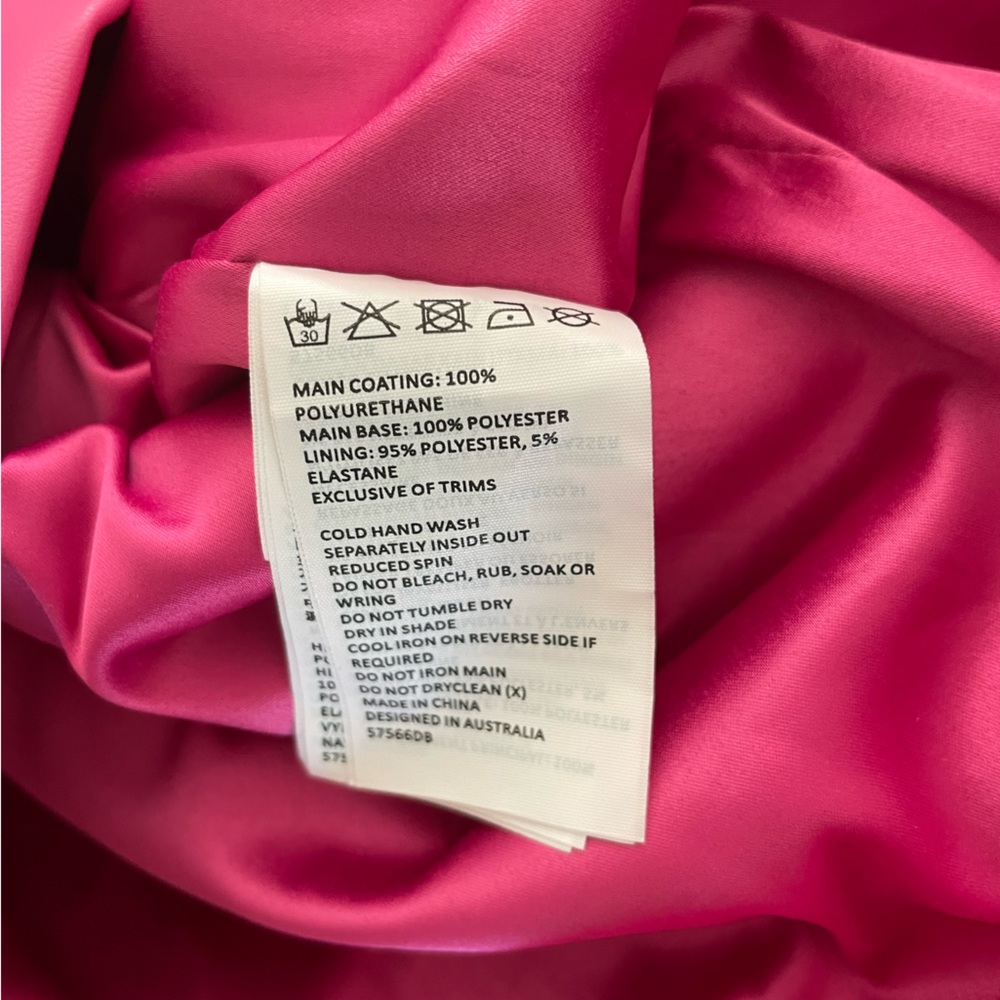 30
MAIN COATING: 100%
POLYURETHANE
MAIN BASE: 100% POLYESTER
LINING: 95% POLYESTER, 5%
ELASTANE
EXCLUSIVE OF TRIMS
COLD HAND WASH
SEPARATELY INSIDE OUT
REDUCED SPIN
DO NOT BLEACH, RUB, SOAK OR
WRING
DO NOT TUMBLE DRY
DRY IN SHADE
COOL IRON ON REVERSE SIDE IF
REQUIRED
DO NOT IRON MAIN
DO NOT DRYCLEAN (X)
MADE IN CHINA
DESIGNED IN AUSTRALIA
57566DB